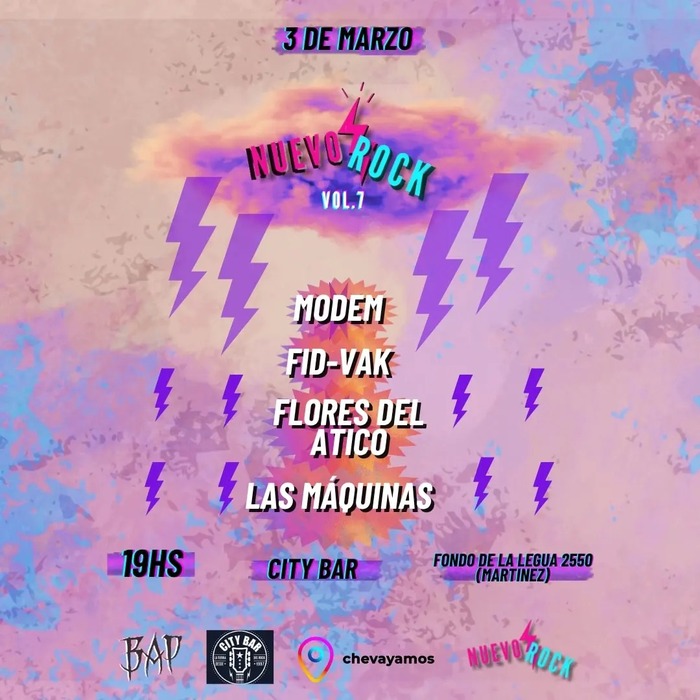 3 DE MARZO
NUEVO ROCK
VOL.7
MODEM
FID-VAK
FLORES DEL
ATICO
LAS MÁQUINAS
19HS
CITY BAR
FONDO DE LA LEGUA 2550
(MARTINEZ)
BAP
CITY BAR
chevayamos
NUEVO ROCK